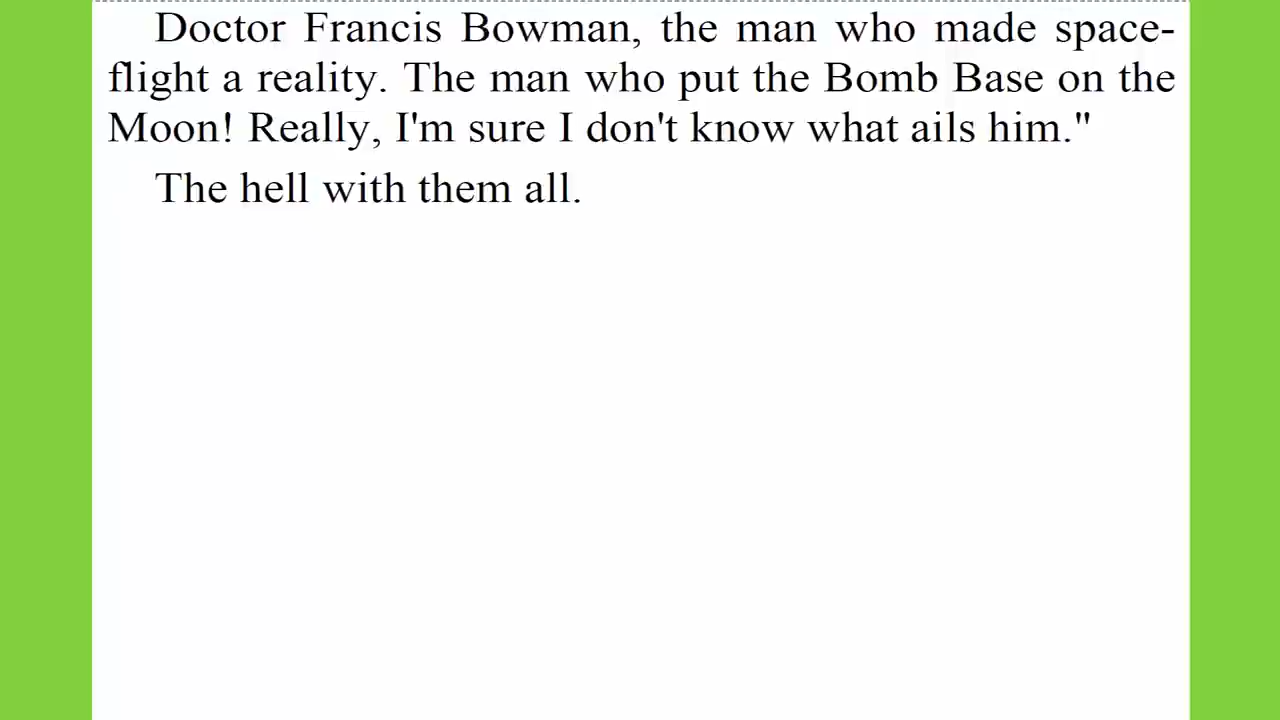 Doctor Francis Bowman, the man who made space-
flight a reality. The man who put the Bomb Base on the
Moon! Really, I'm sure I don't know what ails him."
The hell with them all.